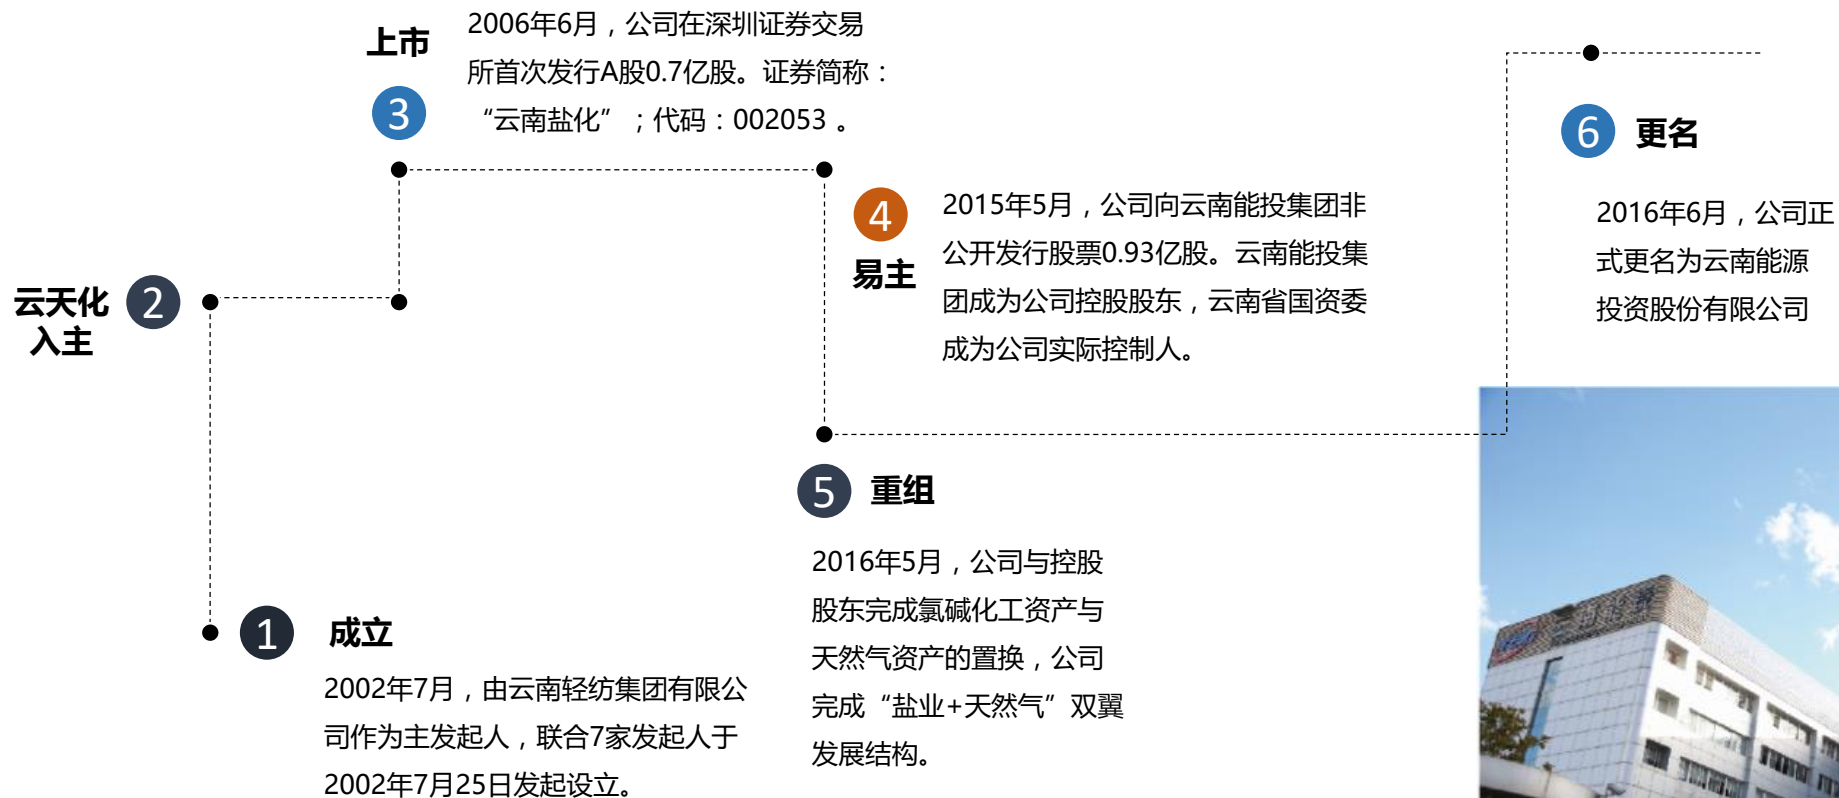 上市
3
2006年6月，公司在深圳证券交易
所首次发行A股0.7亿股。证券简称：
“云南盐化”；代码：002053 。
6 更名
2016年6月，公司正
式更名为云南能源
投资股份有限公司
4
易主
2015年5月，公司向云南能投集团非
公开发行股票0.93亿股。云南能投集
团成为公司控股股东，云南省国资委
成为公司实际控制人。
云天化
入主
2
5 重组
2016年5月，公司与控股
股东完成氯碱化工资产与
天然气资产的置换，公司
完成“盐业+天然气”双翼
发展结构。
1 成立
2002年7月，由云南轻纺集团有限公
司作为主发起人，联合7家发起人于
2002年7月25日发起设立。